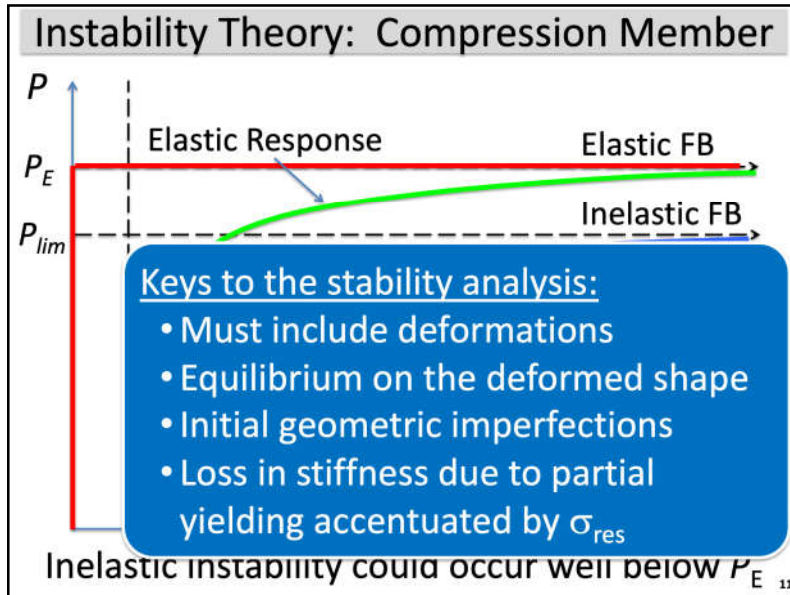 Instability Theory: Compression Member
P
Elastic Response
Elastic FB
P_E
Inelastic FB
P_lim
Keys to the stability analysis:
• Must include deformations
• Equilibrium on the deformed shape
• Initial geometric imperfections
• Loss in stiffness due to partial
yielding accentuated by σ_res
Inelastic instability could occur well below P_E
11